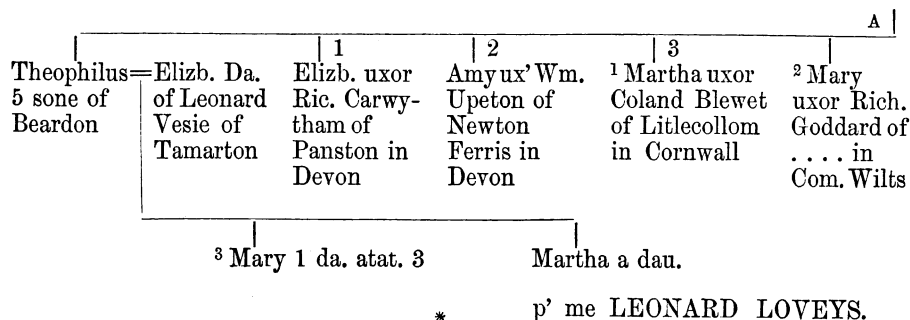 A
1 2 3
Theophilus=Elizb. Da. Elizb. uxor Amy ux' Wm. ¹ Martha uxor ² Mary
5 sone of of Leonard Ric. Carwy- Upeton of Coland Blewet uxor Rich.
Beardon Vesie of tham of Newton of Litlecollom Goddard of
Tamarton Panston in Ferris in in Cornwall . . . . in
Devon Devon Com. Wilts
³ Mary 1 da. atat. 3 Martha a dau.
p' me LEONARD LOVEYS.
*